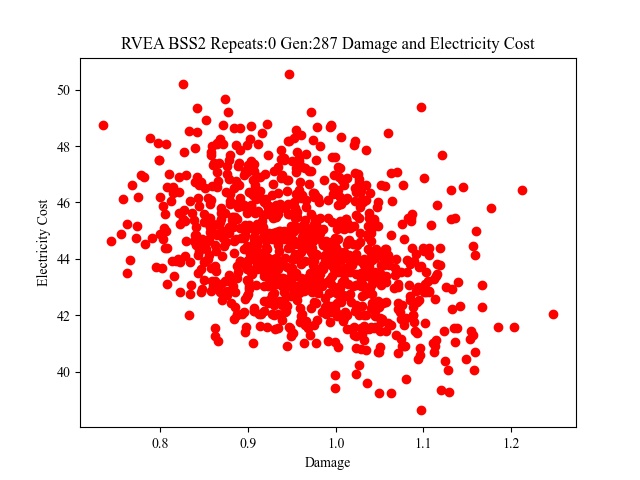 RVEA BSS2 Repeats:0 Gen:287 Damage and Electricity Cost
50
48
46
44
42
40
Electricity Cost
0.8 0.9 1.0 1.1 1.2
Damage